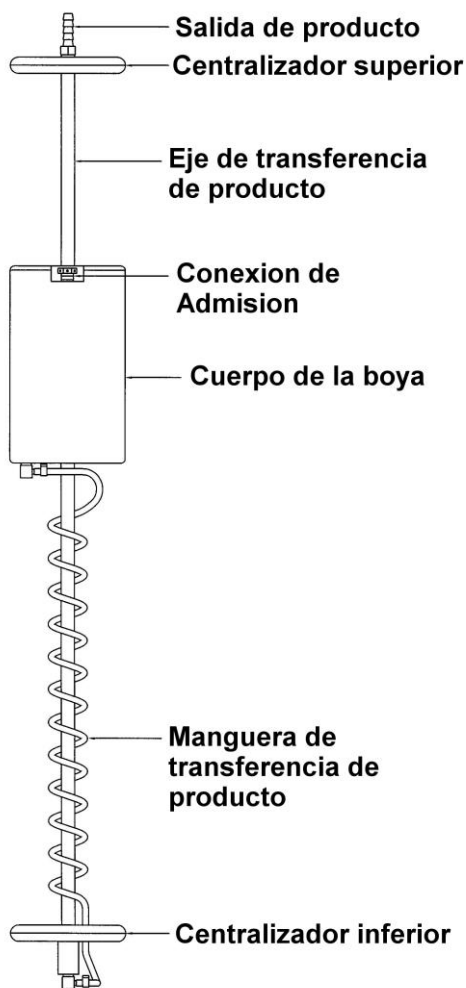 Salida de producto
Centralizador superior
Eje de transferencia
de producto
Conexion de
Admision
Cuerpo de la boya
Manguera de
transferencia de
producto
Centralizador inferior